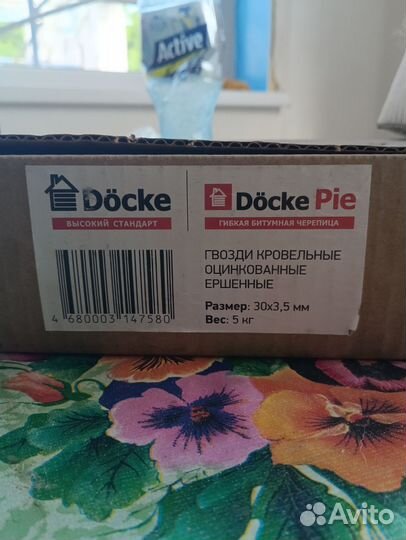 Active
Döcke
ВЫСОКИЙ СТАНДАРТ
Döcke Pie
ГИБКАЯ БИТУМНАЯ ЧЕРЕПИЦА
ГВОЗДИ КРОВЕЛЬНЫЕ
ОЦИНКОВАННЫЕ
ЕРШЕННЫЕ
Размер: 30х3,5 мм
Вес: 5 кг
4 680003 147580
Avito